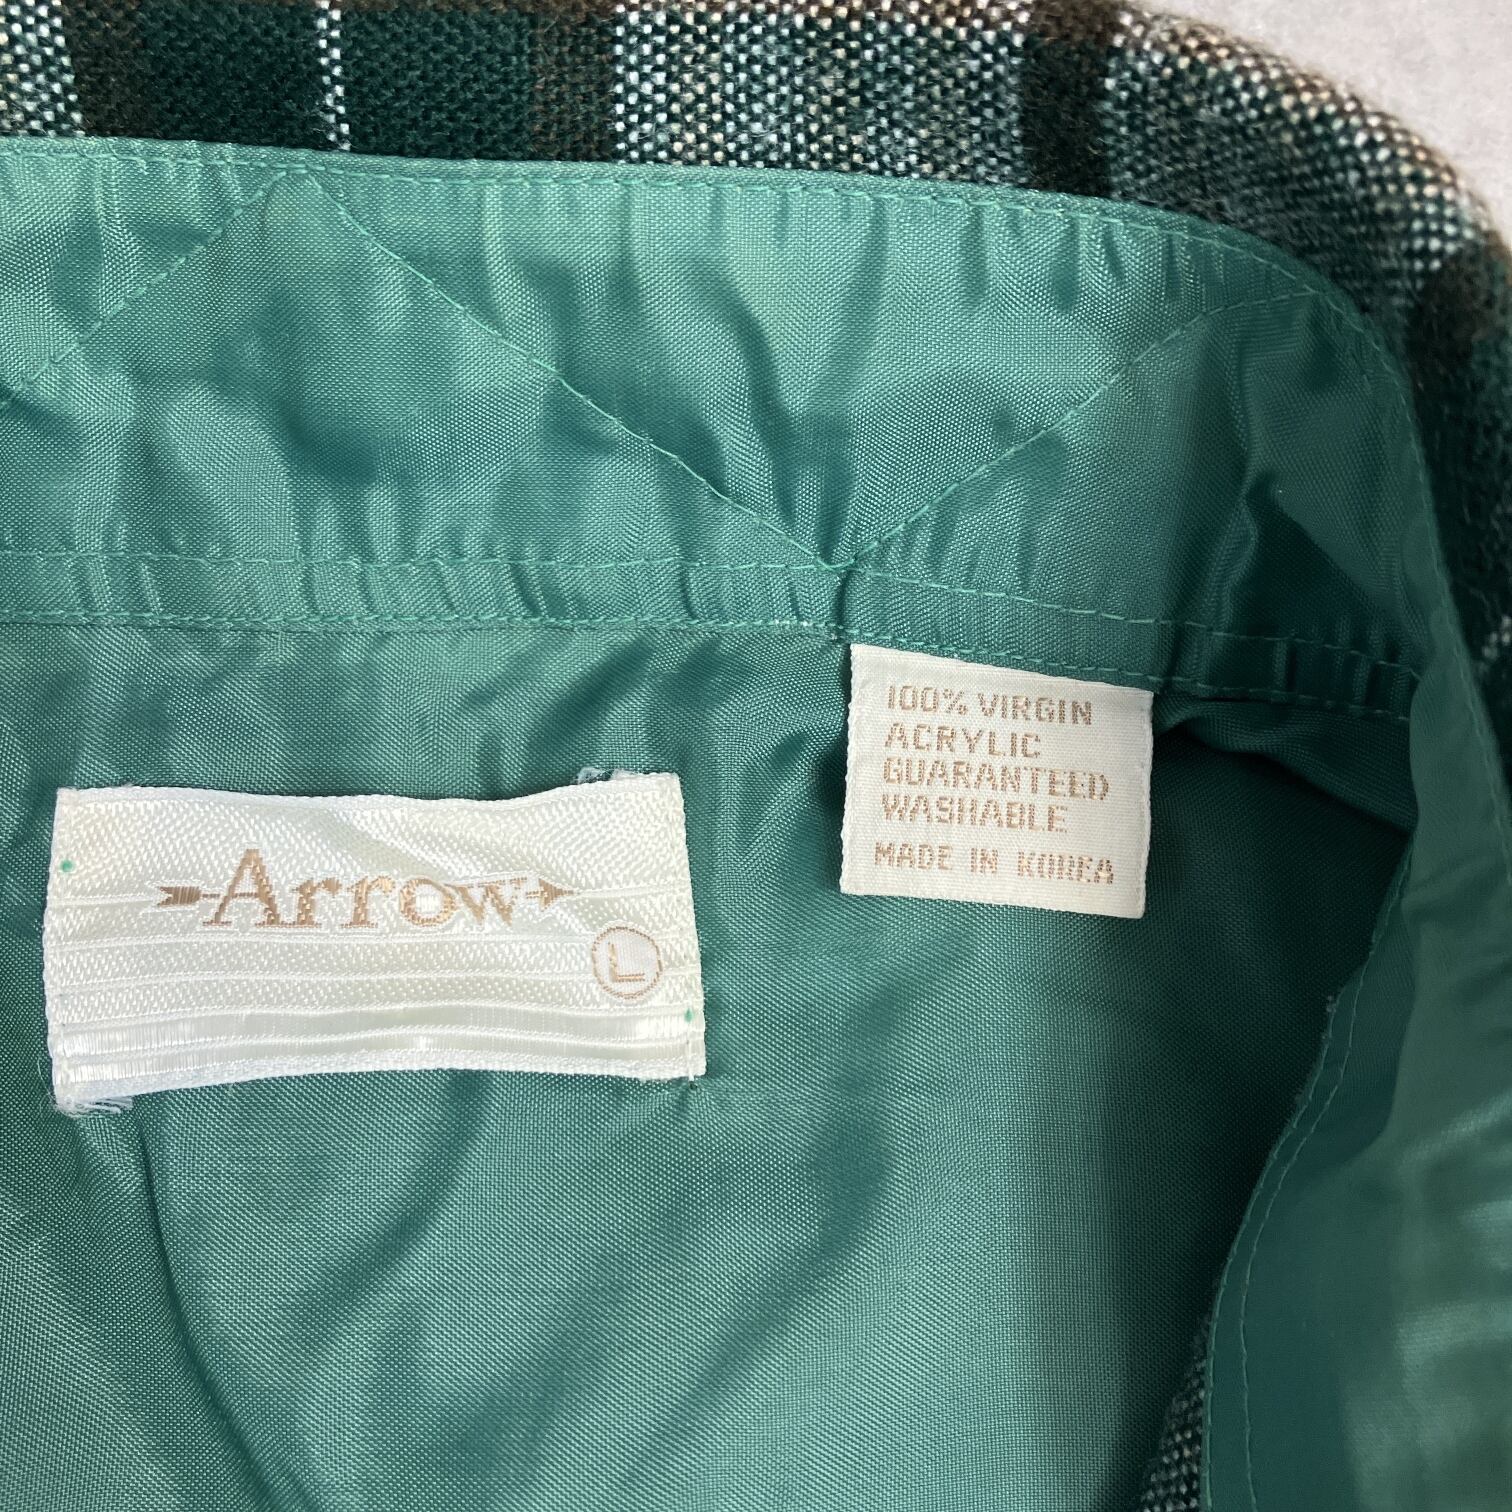 Arrow
L
100% VIRGIN
ACRYLIC
GUARANTEED
WASHABLE
MADE IN KOREA